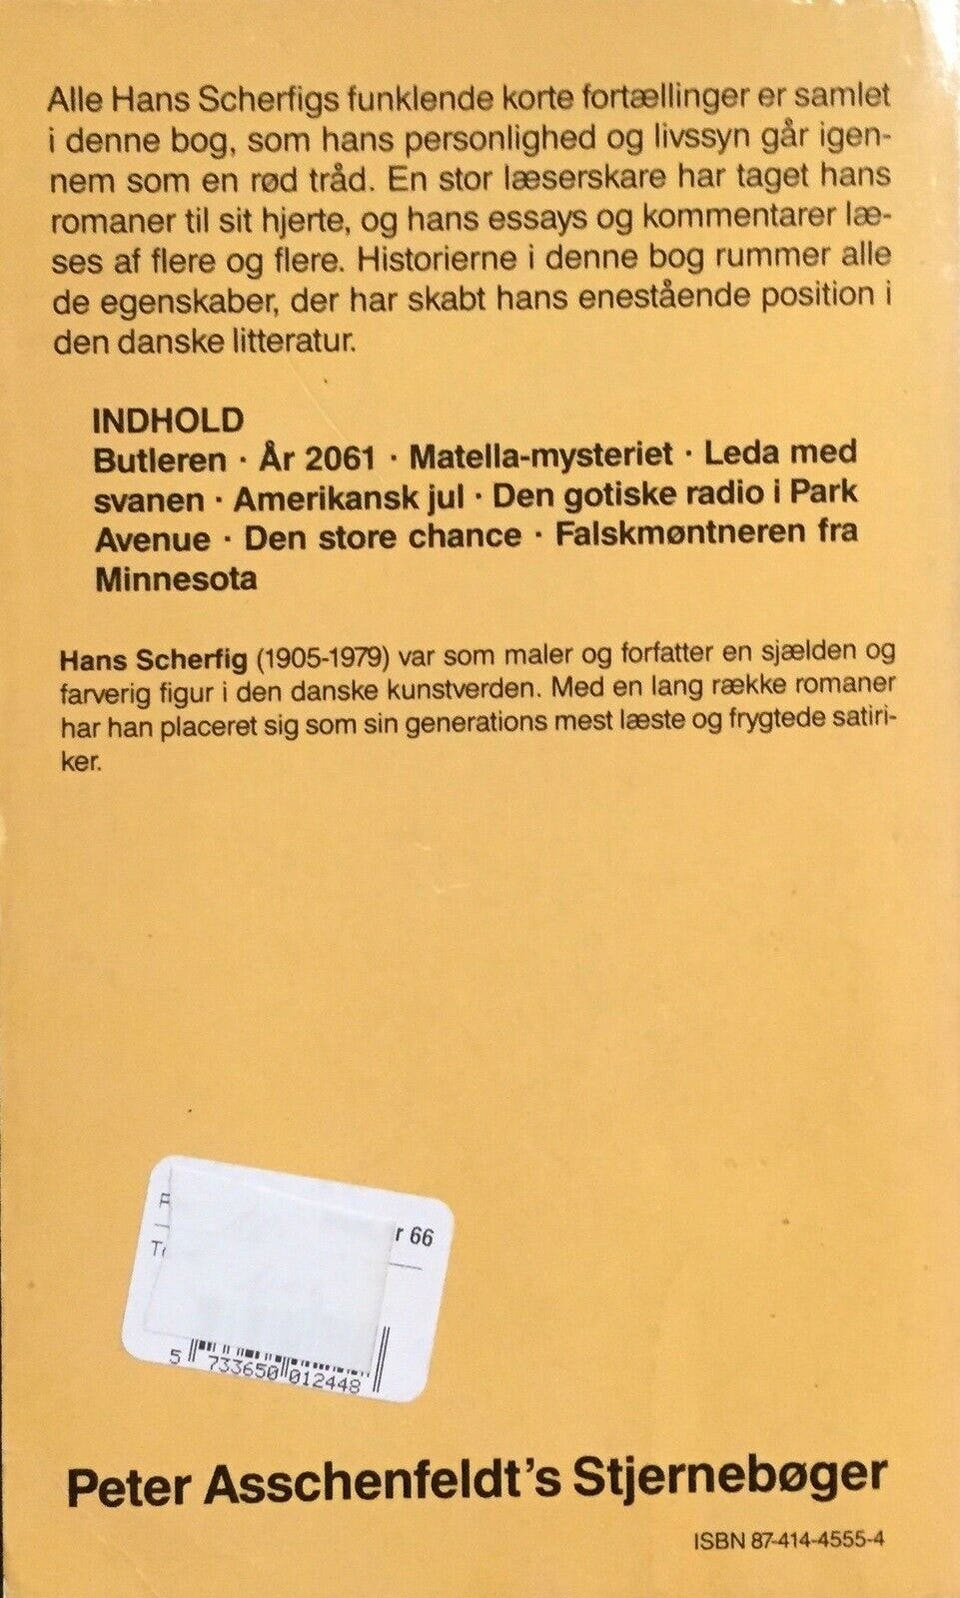 Alle Hans Scherfigs funklende korte fortællinger er samlet
i denne bog, som hans personlighed og livssyn går igen-
nem som en rød tråd. En stor læserskare har taget hans
romaner til sit hjerte, og hans essays og kommentarer læ-
ses af flere og flere. Historierne i denne bog rummer alle
de egenskaber, der har skabt hans enestående position i
den danske litteratur.
INDHOLD
Butleren · År 2061 · Matella-mysteriet · Leda med
svanen · Amerikansk jul · Den gotiske radio i Park
Avenue · Den store chance · Falskmøntneren fra
Minnesota
Hans Scherfig (1905-1979) var som maler og forfatter en sjælden og
farverig figur i den danske kunstverden. Med en lang række romaner
har han placeret sig som sin generations mest læste og frygtede satiri-
ker.
r 66
5 733650 012448
Peter Asschenfeldt's Stjernebøger
ISBN 87-414-4555-4